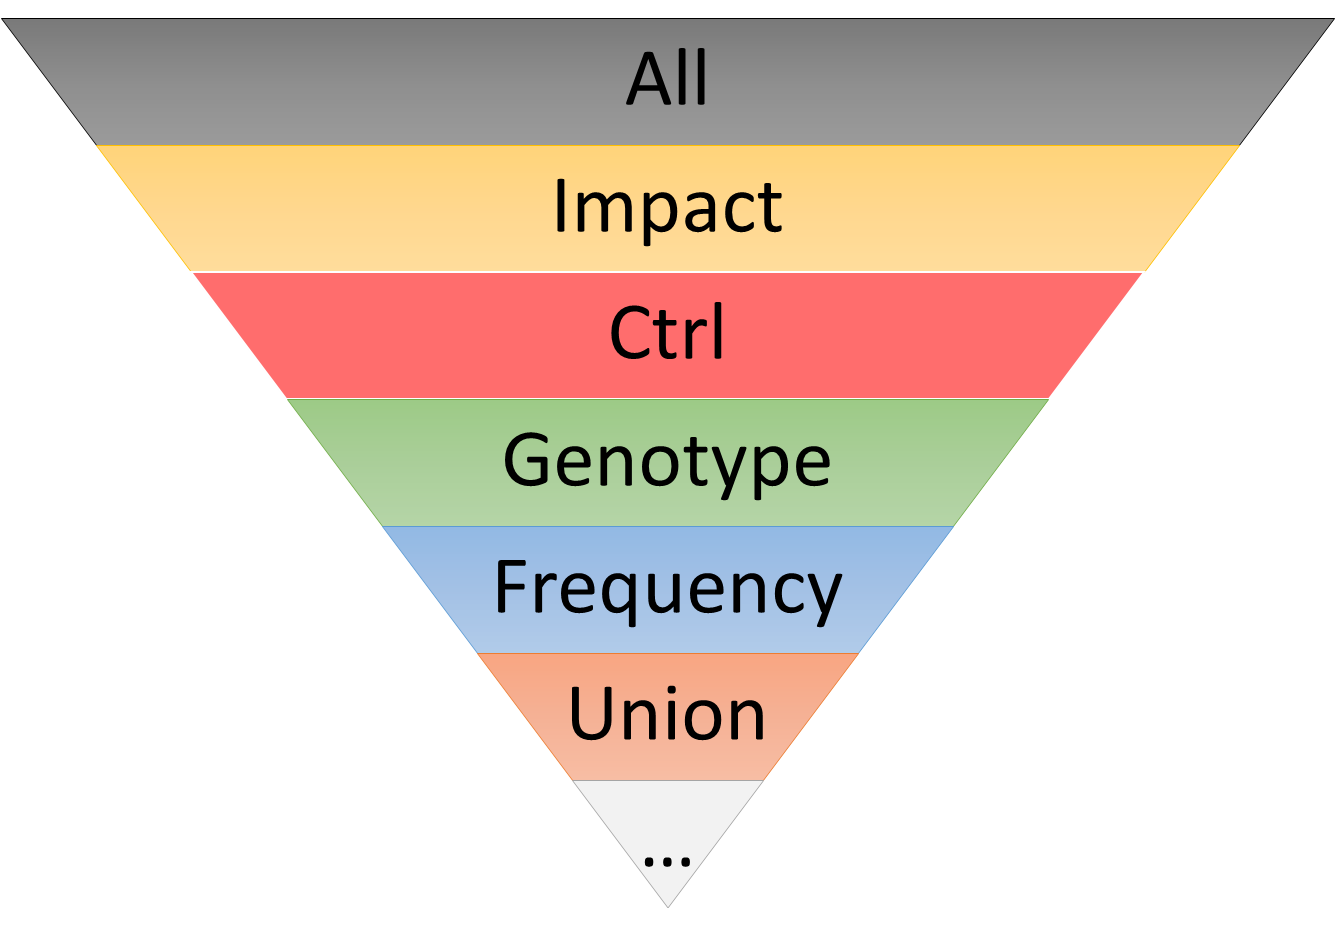 All
Impact
Ctrl
Genotype
Frequency
Union
...